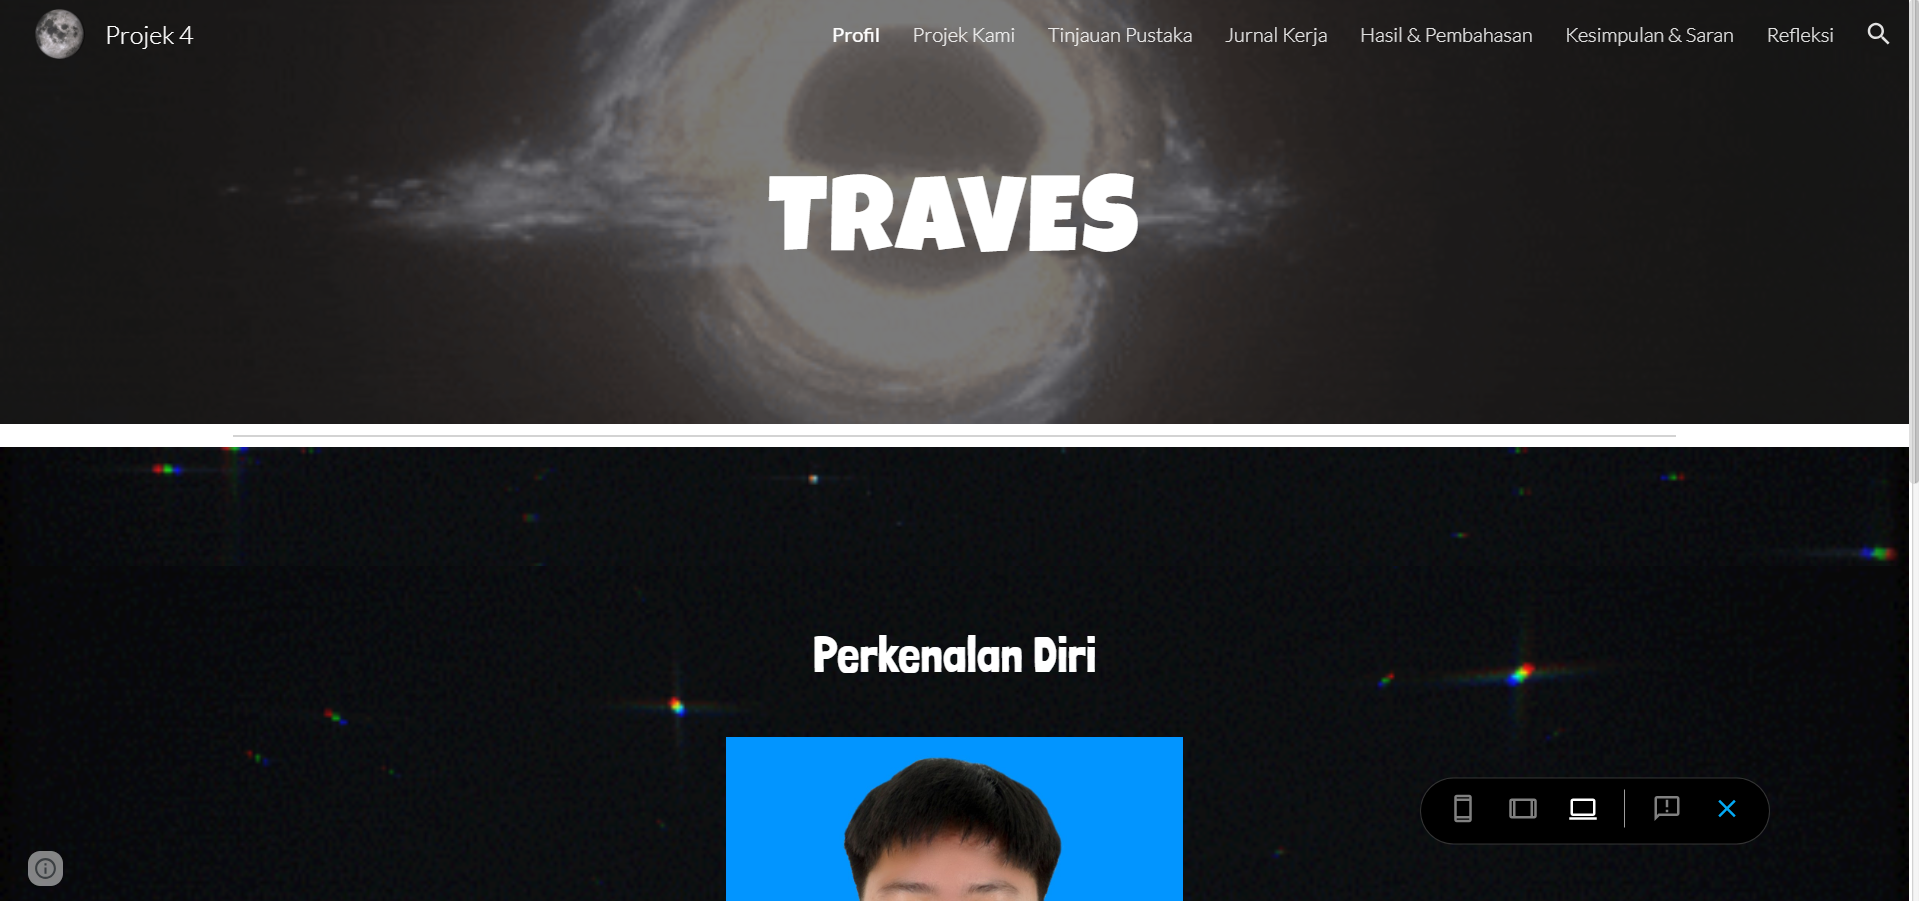 Projek 4
Profil
Projek Kami
Tinjauan Pustaka
Jurnal Kerja
Hasil & Pembahasan
Kesimpulan & Saran
Refleksi
TRAVES
Perkenalan Diri